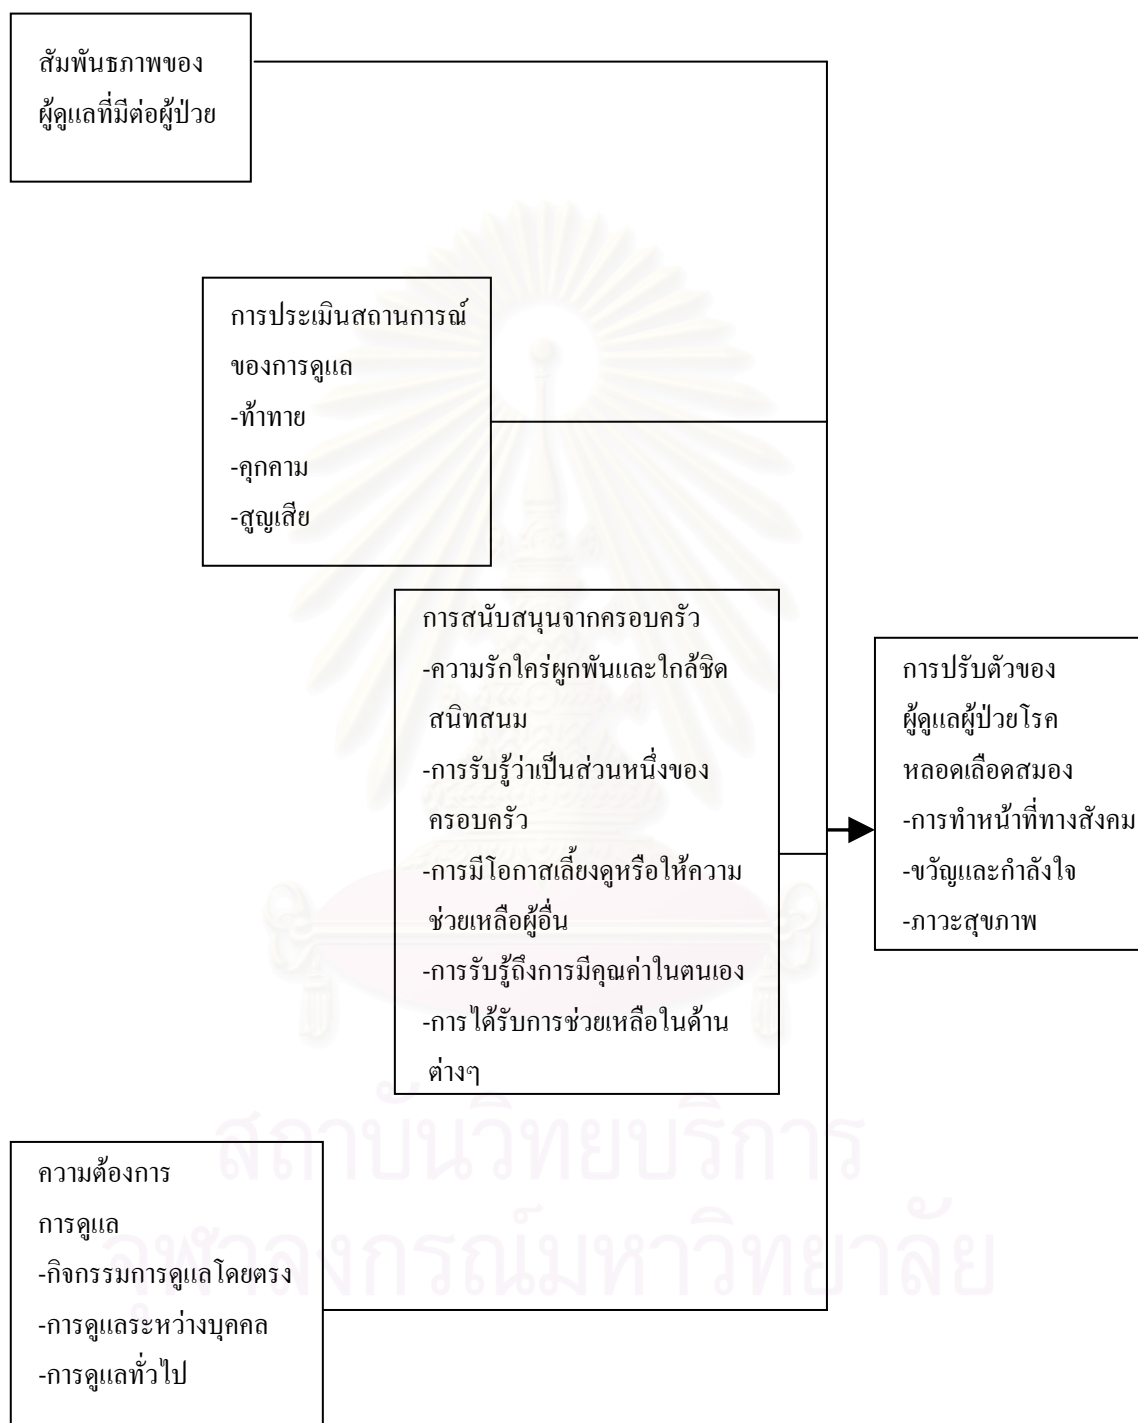 สัมพันธภาพของ
ผู้ดูแลที่มีต่อผู้ป่วย
การประเมินสถานการณ์
ของการดูแล
-ท้าทาย
-คุกคาม
-สูญเสีย
การสนับสนุนจากครอบครัว
-ความรักใคร่ผูกพันและใกล้ชิด
สนิทสนม
-การรับรู้ว่าเป็นส่วนหนึ่งของ
ครอบครัว
-การมีโอกาสเลี้ยงดูหรือให้ความ
ช่วยเหลือผู้อื่น
-การรับรู้ถึงการมีคุณค่าในตนเอง
-การได้รับการช่วยเหลือในด้าน
ต่างๆ
การปรับตัวของ
ผู้ดูแลผู้ป่วยโรค
หลอดเลือดสมอง
-การทำหน้าที่ทางสังคม
-ขวัญและกำลังใจ
-ภาวะสุขภาพ
ความต้องการ
การดูแล
-กิจกรรมการดูแลโดยตรง
-การดูแลระหว่างบุคคล
-การดูแลทั่วไป
สถาบันวิทยบริการ
จุฬาลงกรณ์มหาวิทยาลัย